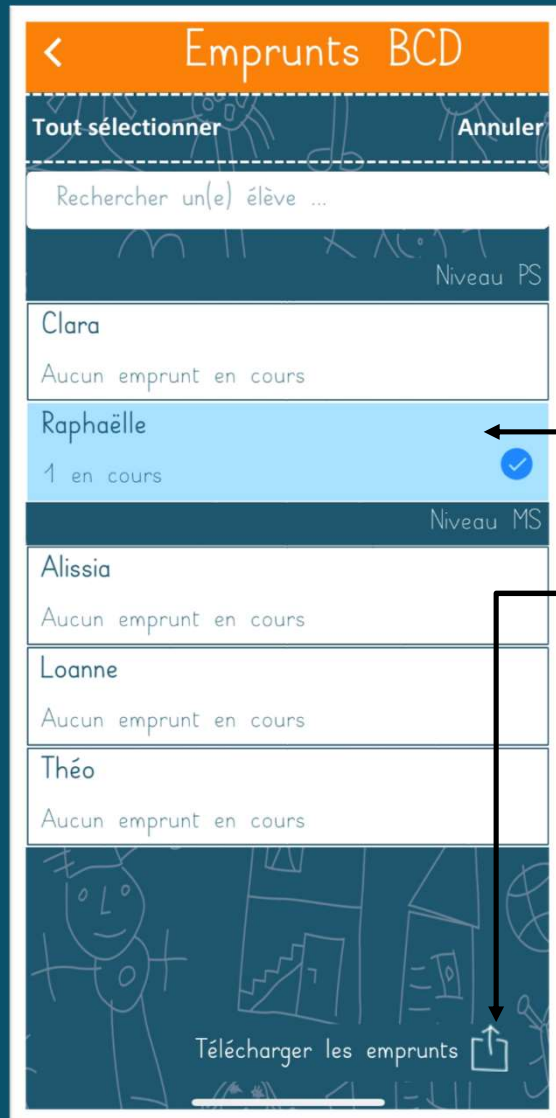 Emprunts BCD
Tout sélectionner Annuler
Rechercher un(e) élève ...
Niveau PS
Clara
Aucun emprunt en cours
Raphaëlle
1 en cours
Niveau MS
Alissia
Aucun emprunt en cours
Loanne
Aucun emprunt en cours
Théo
Aucun emprunt en cours
Télécharger les emprunts